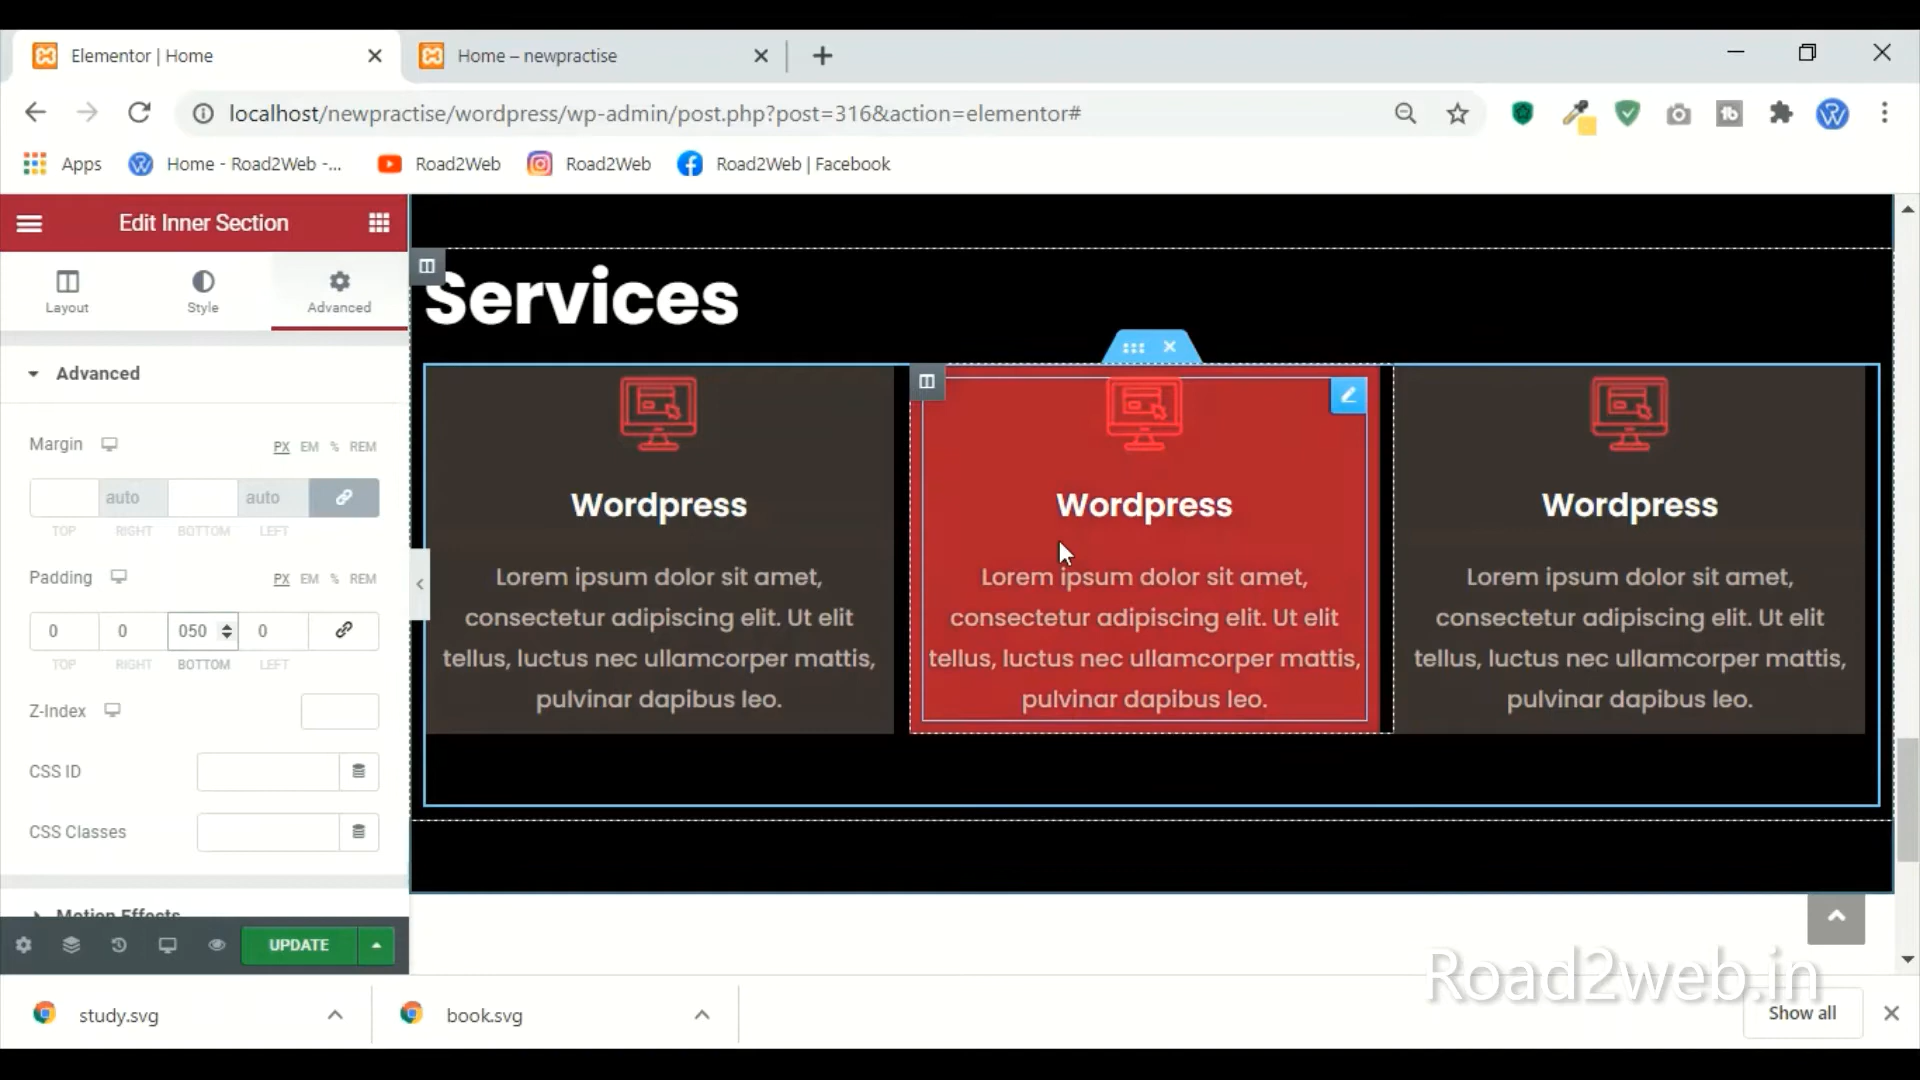 Elementor | Home
Home – newpractise
localhost/newpractise/wordpress/wp-admin/post.php?post=316&action=elementor#
Apps
Home - Road2Web -...
Road2Web
Road2Web
Road2Web | Facebook
Edit Inner Section
Layout
Style
Advanced
Advanced
Margin
PX EM % REM
auto
auto
TOP RIGHT BOTTOM LEFT
Padding
PX EM % REM
0 0 050 0
TOP RIGHT BOTTOM LEFT
Z-Index
CSS ID
CSS Classes
Motion Effects
UPDATE
Services
Wordpress
Lorem ipsum dolor sit amet,
consectetur adipiscing elit. Ut elit
tellus, luctus nec ullamcorper mattis,
pulvinar dapibus leo.
Wordpress
Lorem ipsum dolor sit amet,
consectetur adipiscing elit. Ut elit
tellus, luctus nec ullamcorper mattis,
pulvinar dapibus leo.
Wordpress
Lorem ipsum dolor sit amet,
consectetur adipiscing elit. Ut elit
tellus, luctus nec ullamcorper mattis,
pulvinar dapibus leo.
Road2web.in
study.svg
book.svg
Show all